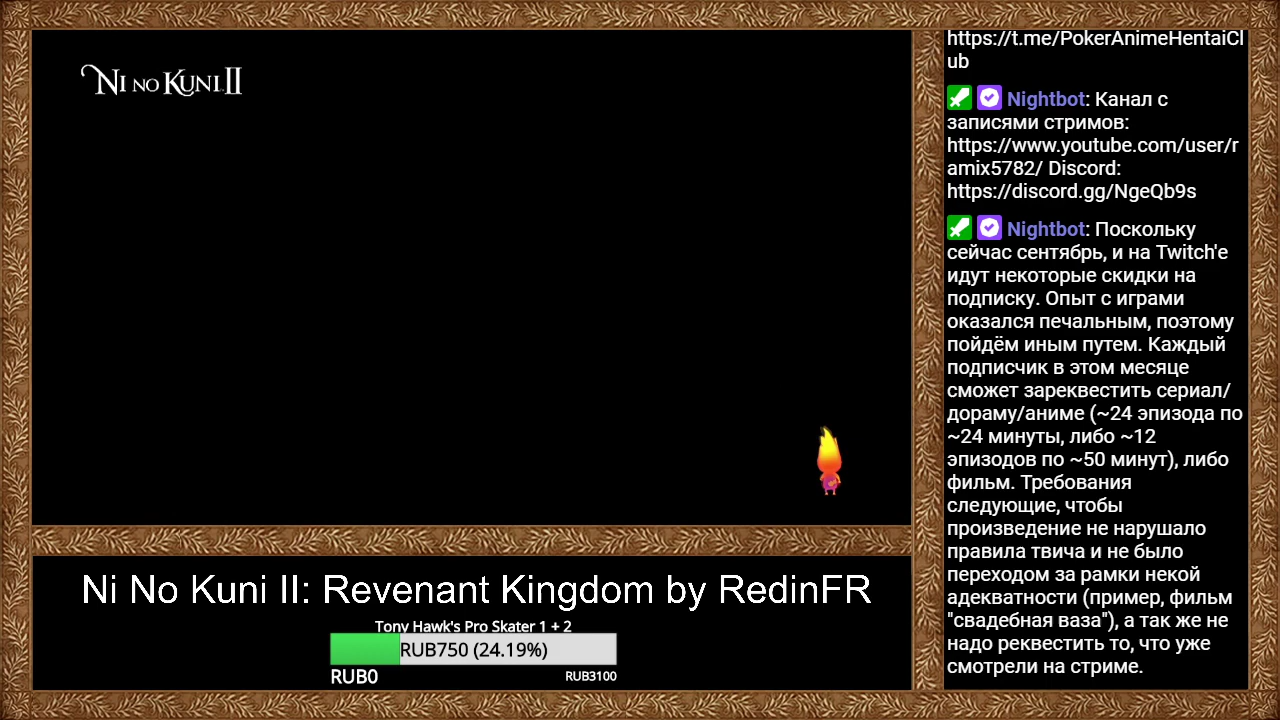 Ni no Kuni II
https://t.me/PokerAnimeHentaiCl
ub
Nightbot: Канал с
записями стримов:
https://www.youtube.com/user/r
amix5782/ Discord:
https://discord.gg/NgeQb9s
Nightbot: Поскольку
сейчас сентябрь, и на Twitch'e
идут некоторые скидки на
подписку. Опыт с играми
оказался печальным, поэтому
пойдём иным путем. Каждый
подписчик в этом месяце
сможет зареквестить сериал/
дораму/аниме (~24 эпизода по
~24 минуты, либо ~12
эпизодов по ~50 минут), либо
фильм. Требования
следующие, чтобы
произведение не нарушало
правила твича и не было
переходом за рамки некой
адекватности (пример, фильм
"свадебная ваза"), а так же не
надо реквестить то, что уже
смотрели на стриме.
Ni No Kuni II: Revenant Kingdom by RedinFR
Tony Hawk's Pro Skater 1 + 2
RUB750 (24.19%)
RUB0
RUB3100